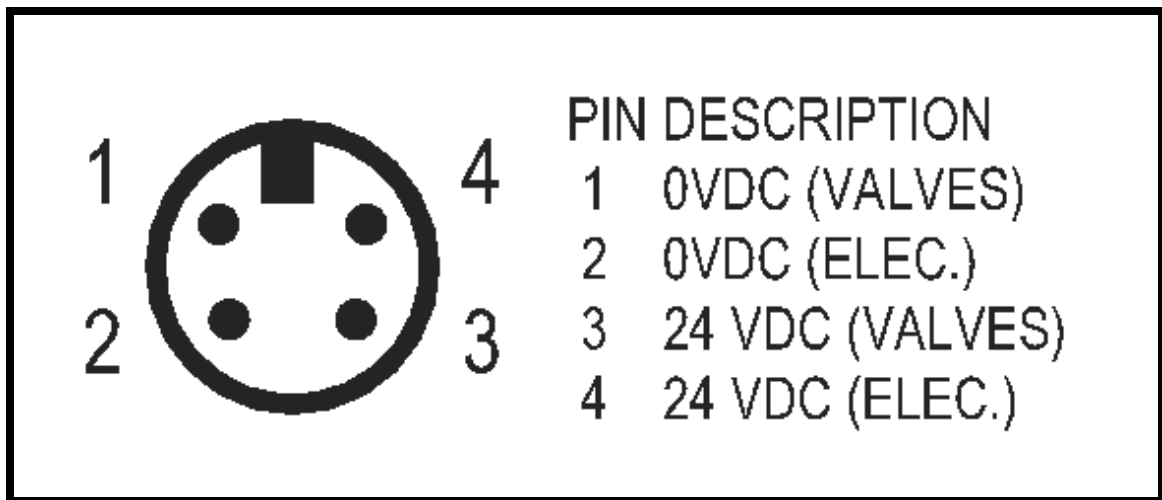 1
4
2
3
PIN DESCRIPTION
1 0VDC (VALVES)
2 0VDC (ELEC.)
3 24 VDC (VALVES)
4 24 VDC (ELEC.)